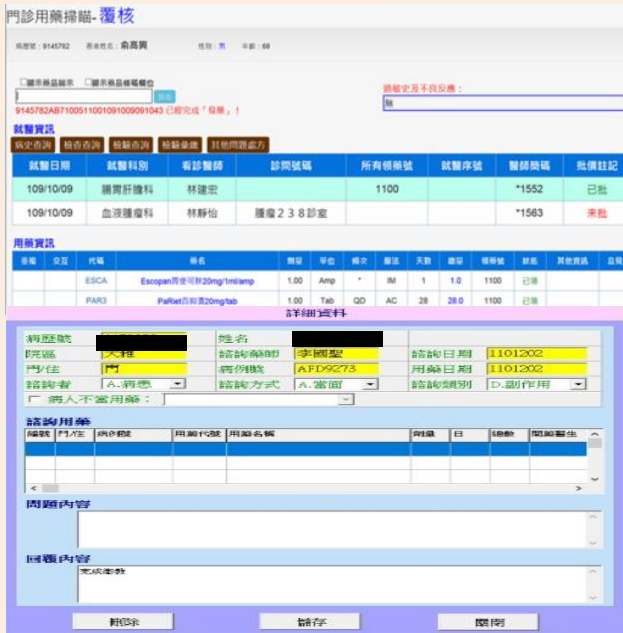 門診用藥掃瞄-覆核
病歷號：9145782 患者姓名：俞高興 性別：男 年齡：68
顯示藥品圖示 顯示藥品條碼欄位
過敏史及不良反應：
無
9145782AB710051100109100909​1043 已經完成「發藥」！
就醫資訊
病史查詢 檢查查詢 檢驗查詢 檢驗彙總 其他問題處方
就醫日期 就醫科別 看診醫師 診間號碼 所有領藥號 就醫序號 醫師簡碼 批價註記
109/10/09 腸胃肝膽科 林建宏 1100 *1552 已批
109/10/09 血液腫瘤科 林靜怡 腫瘤２３８診室 *1563 未批
用藥資訊
重複 交互 代碼 藥名 劑量 單位 頻次 服法 天數 總量 領藥號 狀態 其他資訊
ESCA Escopan胃使可舒20mg/1ml/amp 1.00 Amp * IM 1 1.0 1100
PAR3 PaRiet百抑潰20mg/tab 1.00 Tab QD AC 28 28.0 1100
詳細資料
病歷號 姓名
院區 大雅 諮詢藥師 李國聖 諮詢日期 1101202
門/住 門 病例號 AFD9273 用藥日期 1101202
諮詢者 A.病患 諮詢方式 A.當面 諮詢類別 D.副作用
病人不當用藥：
諮詢用藥
編號 門/住 病例號 用藥代號 用藥名稱 劑量 日 總數 開藥醫生
問題內容
回覆內容
完成衛教
刪除 儲存 關閉